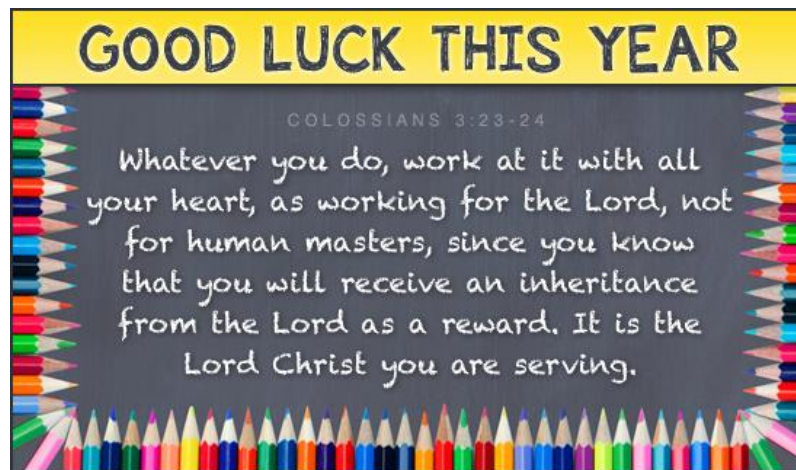 GOOD LUCK THIS YEAR
COLOSSIANS 3:23-24
Whatever you do, work at it with all
your heart, as working for the Lord, not
for human masters, since you know
that you will receive an inheritance
from the Lord as a reward. It is the
Lord Christ you are serving.